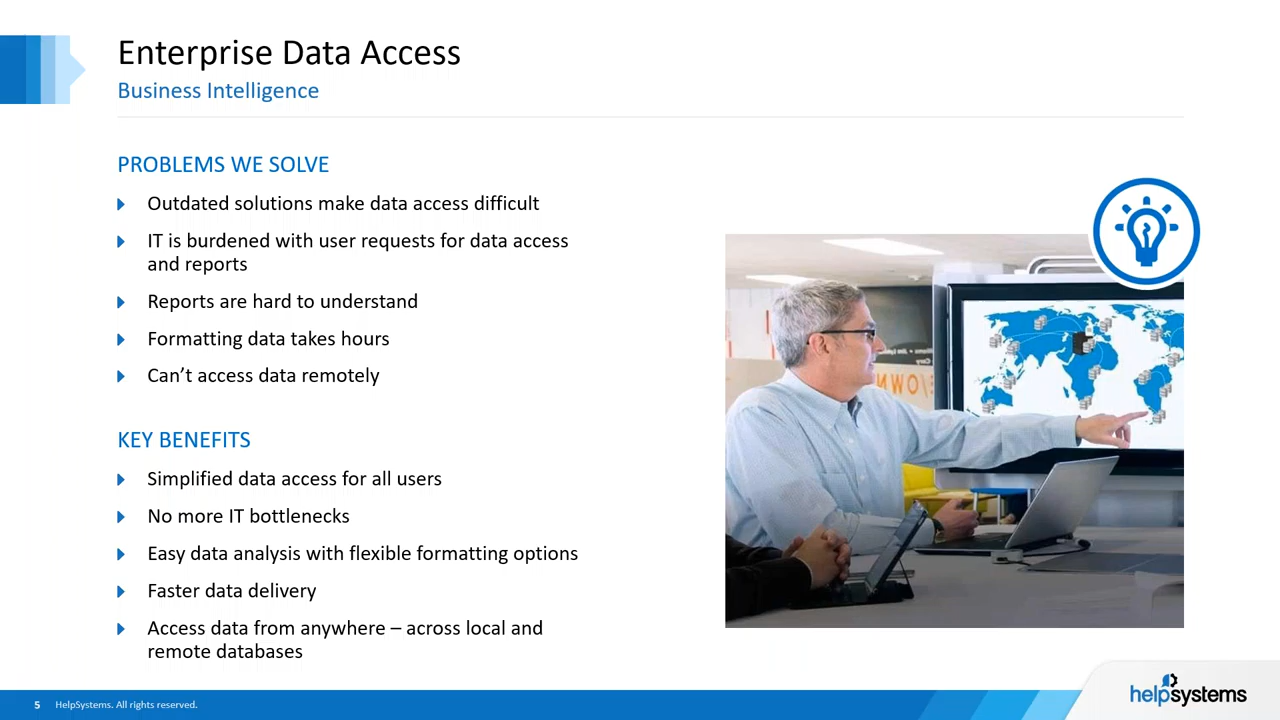 Enterprise Data Access
Business Intelligence
PROBLEMS WE SOLVE
Outdated solutions make data access difficult
IT is burdened with user requests for data access
and reports
Reports are hard to understand
Formatting data takes hours
Can’t access data remotely
KEY BENEFITS
Simplified data access for all users
No more IT bottlenecks
Easy data analysis with flexible formatting options
Faster data delivery
Access data from anywhere – across local and
remote databases
5 HelpSystems. All rights reserved.
helpsystems